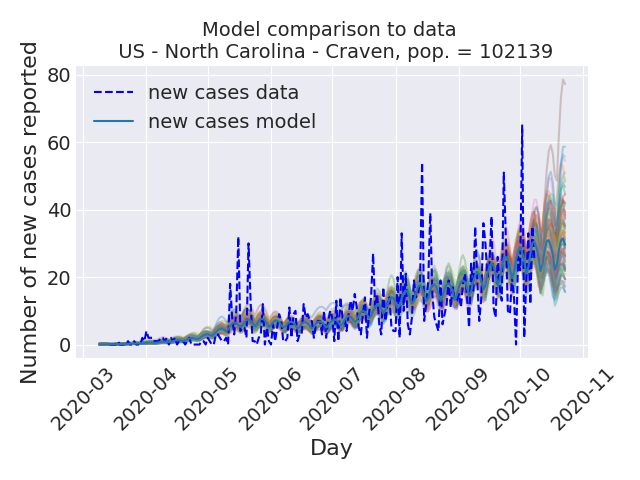 Model comparison to data
US - North Carolina - Craven, pop. = 102139
Number of new cases reported
80
60
40
20
0
new cases data
new cases model
2020-03
2020-04
2020-05
2020-06
2020-07
2020-08
2020-09
2020-10
2020-11
Day